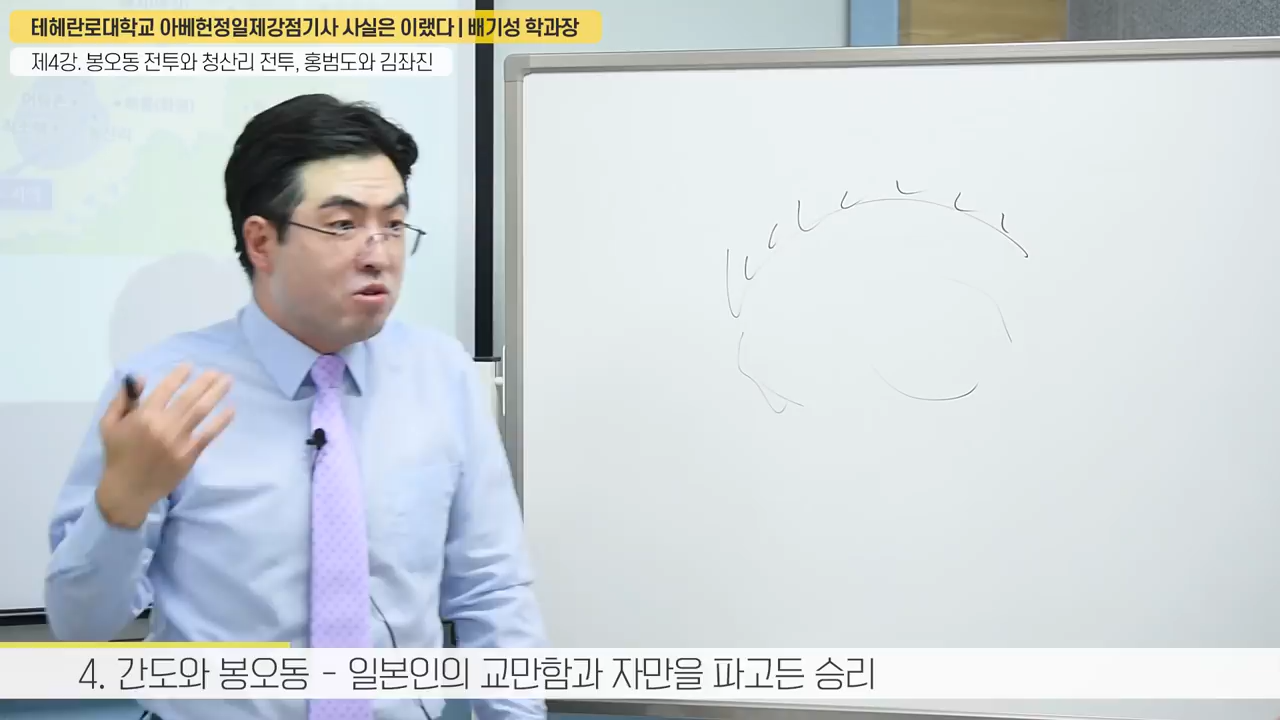 테헤란로대학교 아베헌정일제강점기사 사실은 이랬다 | 배기성 학과장
제4강. 봉오동 전투와 청산리 전투, 홍범도와 김좌진
4. 간도와 봉오동 - 일본인의 교만함과 자만을 파고든 승리